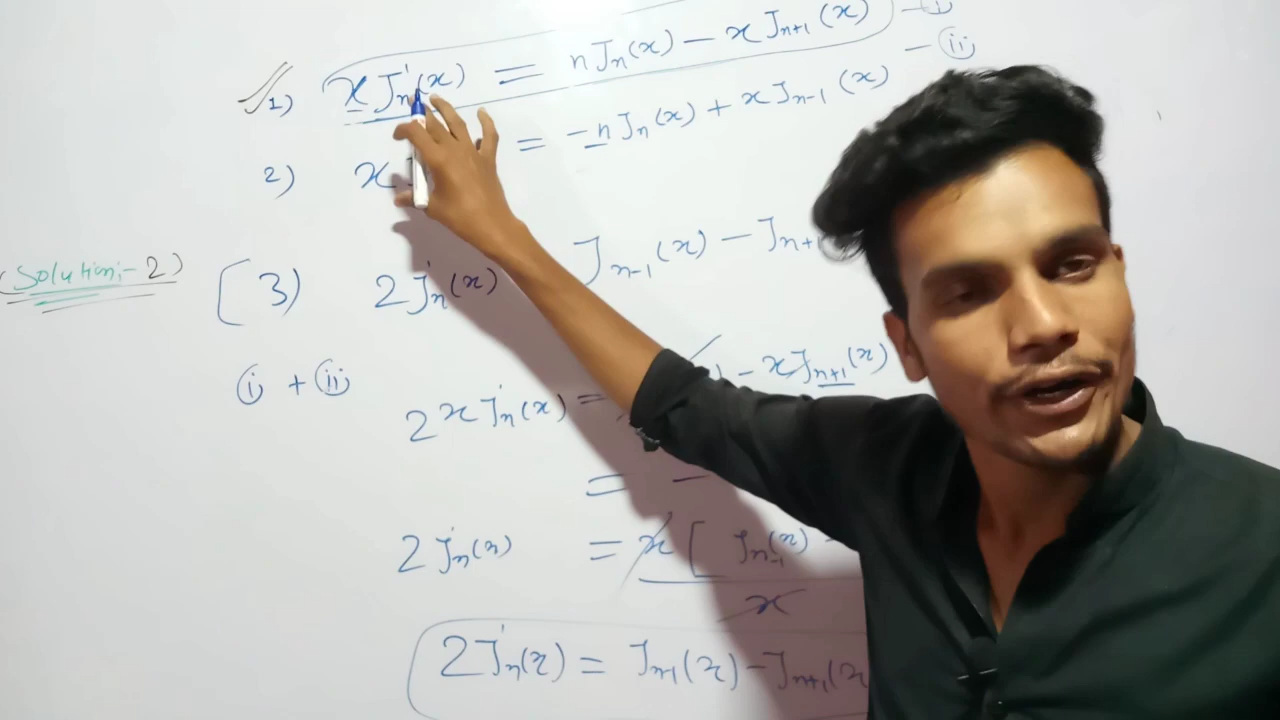 1) xJ'n(x) = nJn(x) − xJn+1(x) — (i)
2) x = −nJn(x) + xJn-1(x) — (ii)
(Solution:- 2)
[3) 2J'n(x) Jn-1(x) − Jn+
(i) + (ii)
2xJ'n(x) = − xJn+1(x)
= −
2J'n(x) = x[Jn-1(x) −
x
2J'n(x) = Jn-1(x) − Jn+1(x